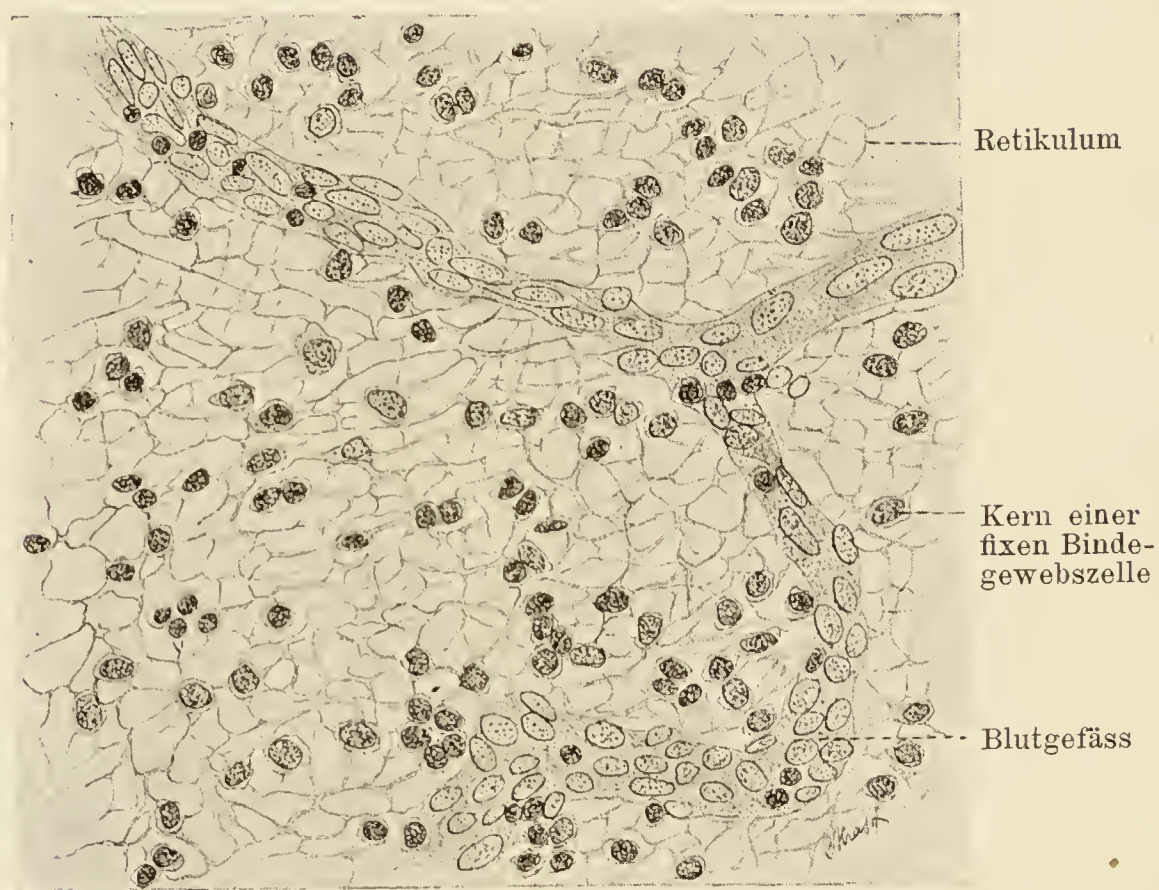 Retikulum
Kern einer
fixen Binde-
gewebszelle
Blutgefäss